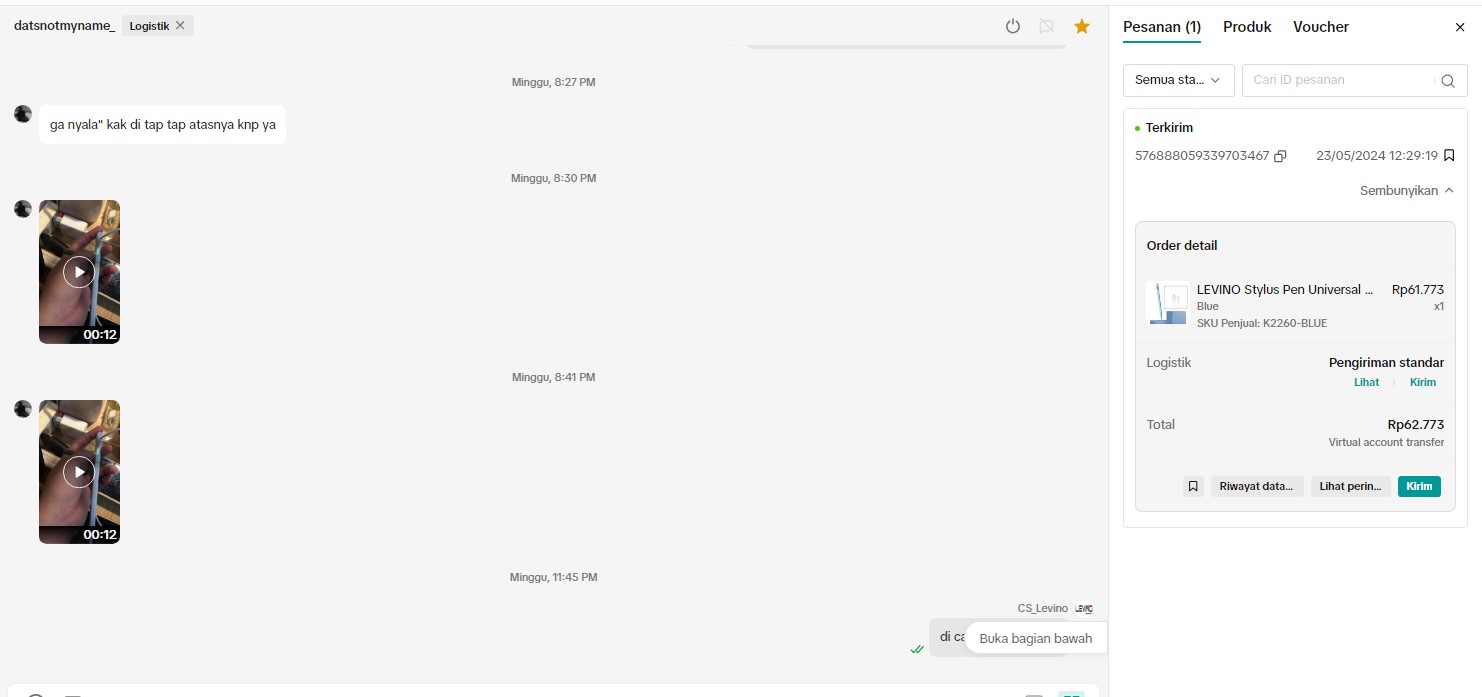 datsnotmyname_ Logistik
Minggu, 8:27 PM
ga nyala" kak di tap tap atasnya knp ya
Minggu, 8:30 PM
00:12
Minggu, 8:41 PM
00:12
Minggu, 11:45 PM
CS_Levino
di ca
Buka bagian bawah
Pesanan (1) Produk Voucher
Semua sta... Cari ID pesanan
Terkirim
576888059339703467 23/05/2024 12:29:19
Sembunyikan
Order detail
LEVINO Stylus Pen Universal ... Rp61.773
Blue x1
SKU Penjual: K2260-BLUE
Logistik Pengiriman standar
Lihat Kirim
Total Rp62.773
Virtual account transfer
Riwayat data... Lihat perin... Kirim